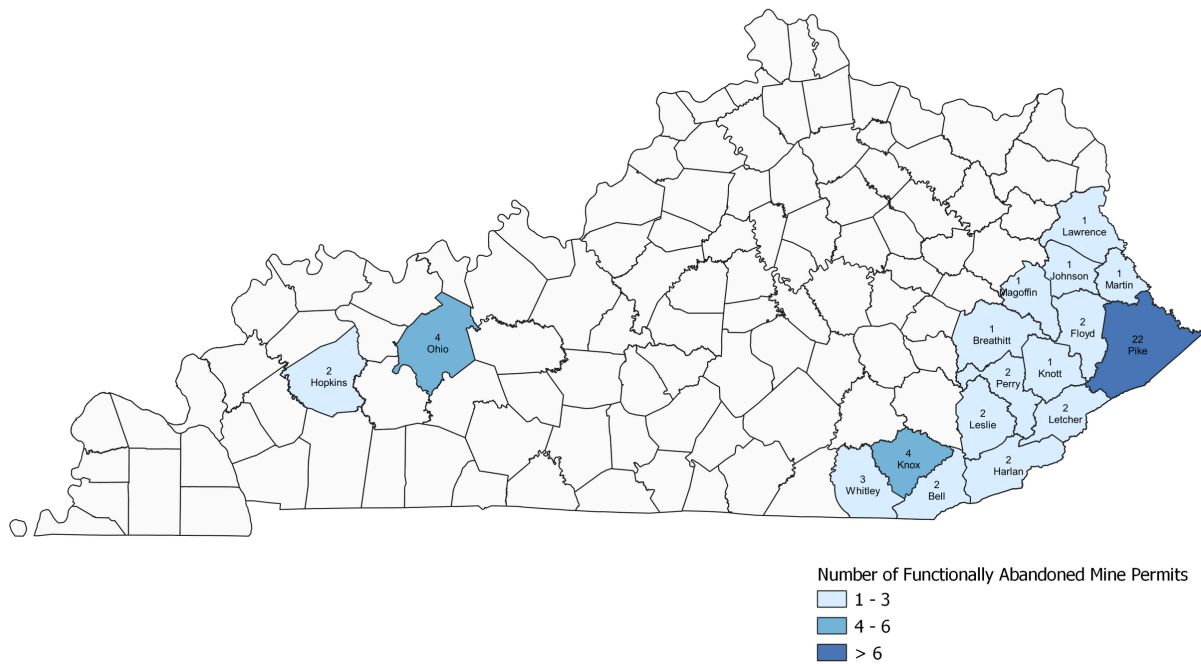 1
Lawrence
1
Johnson
1
Martin
1
Magoffin
2
Floyd
22
Pike
1
Breathitt
4
Ohio
2
Hopkins
1
Knott
2
Perry
2
Leslie
2
Letcher
4
Knox
2
Harlan
3
Whitley
2
Bell
Number of Functionally Abandoned Mine Permits
1 - 3
4 - 6
> 6